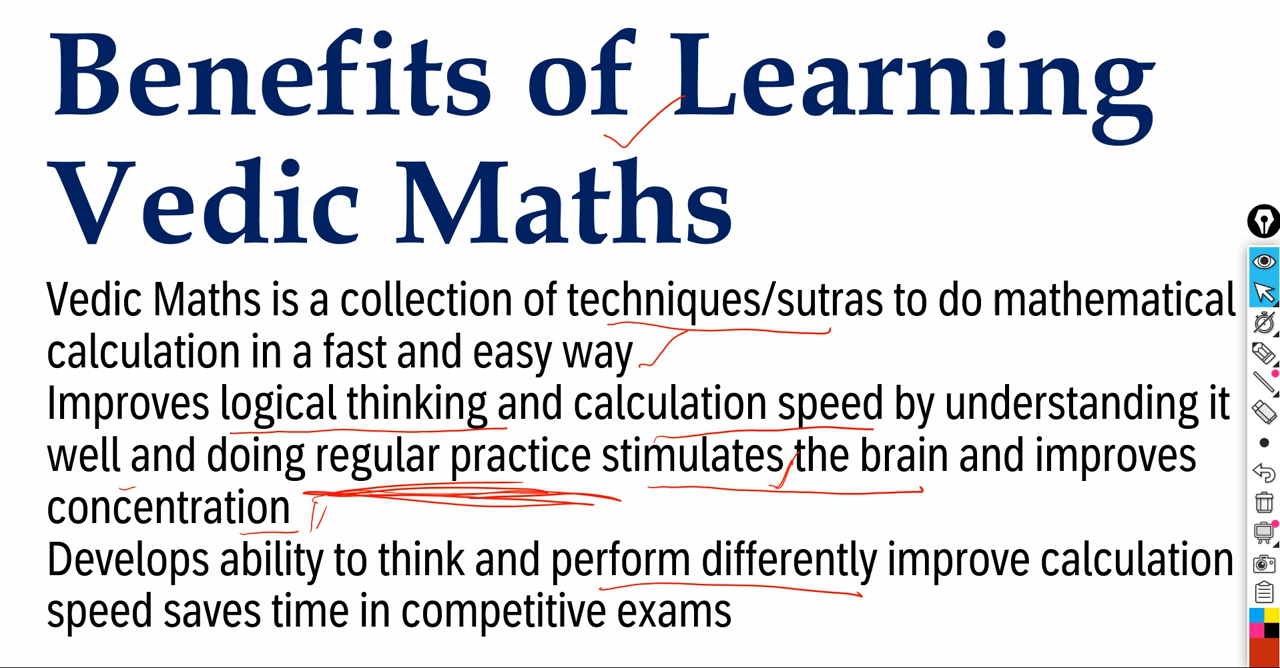 Benefits of Learning
Vedic Maths
Vedic Maths is a collection of techniques/sutras to do mathematical
calculation in a fast and easy way
Improves logical thinking and calculation speed by understanding it
well and doing regular practice stimulates the brain and improves
concentration
Develops ability to think and perform differently improve calculation
speed saves time in competitive exams